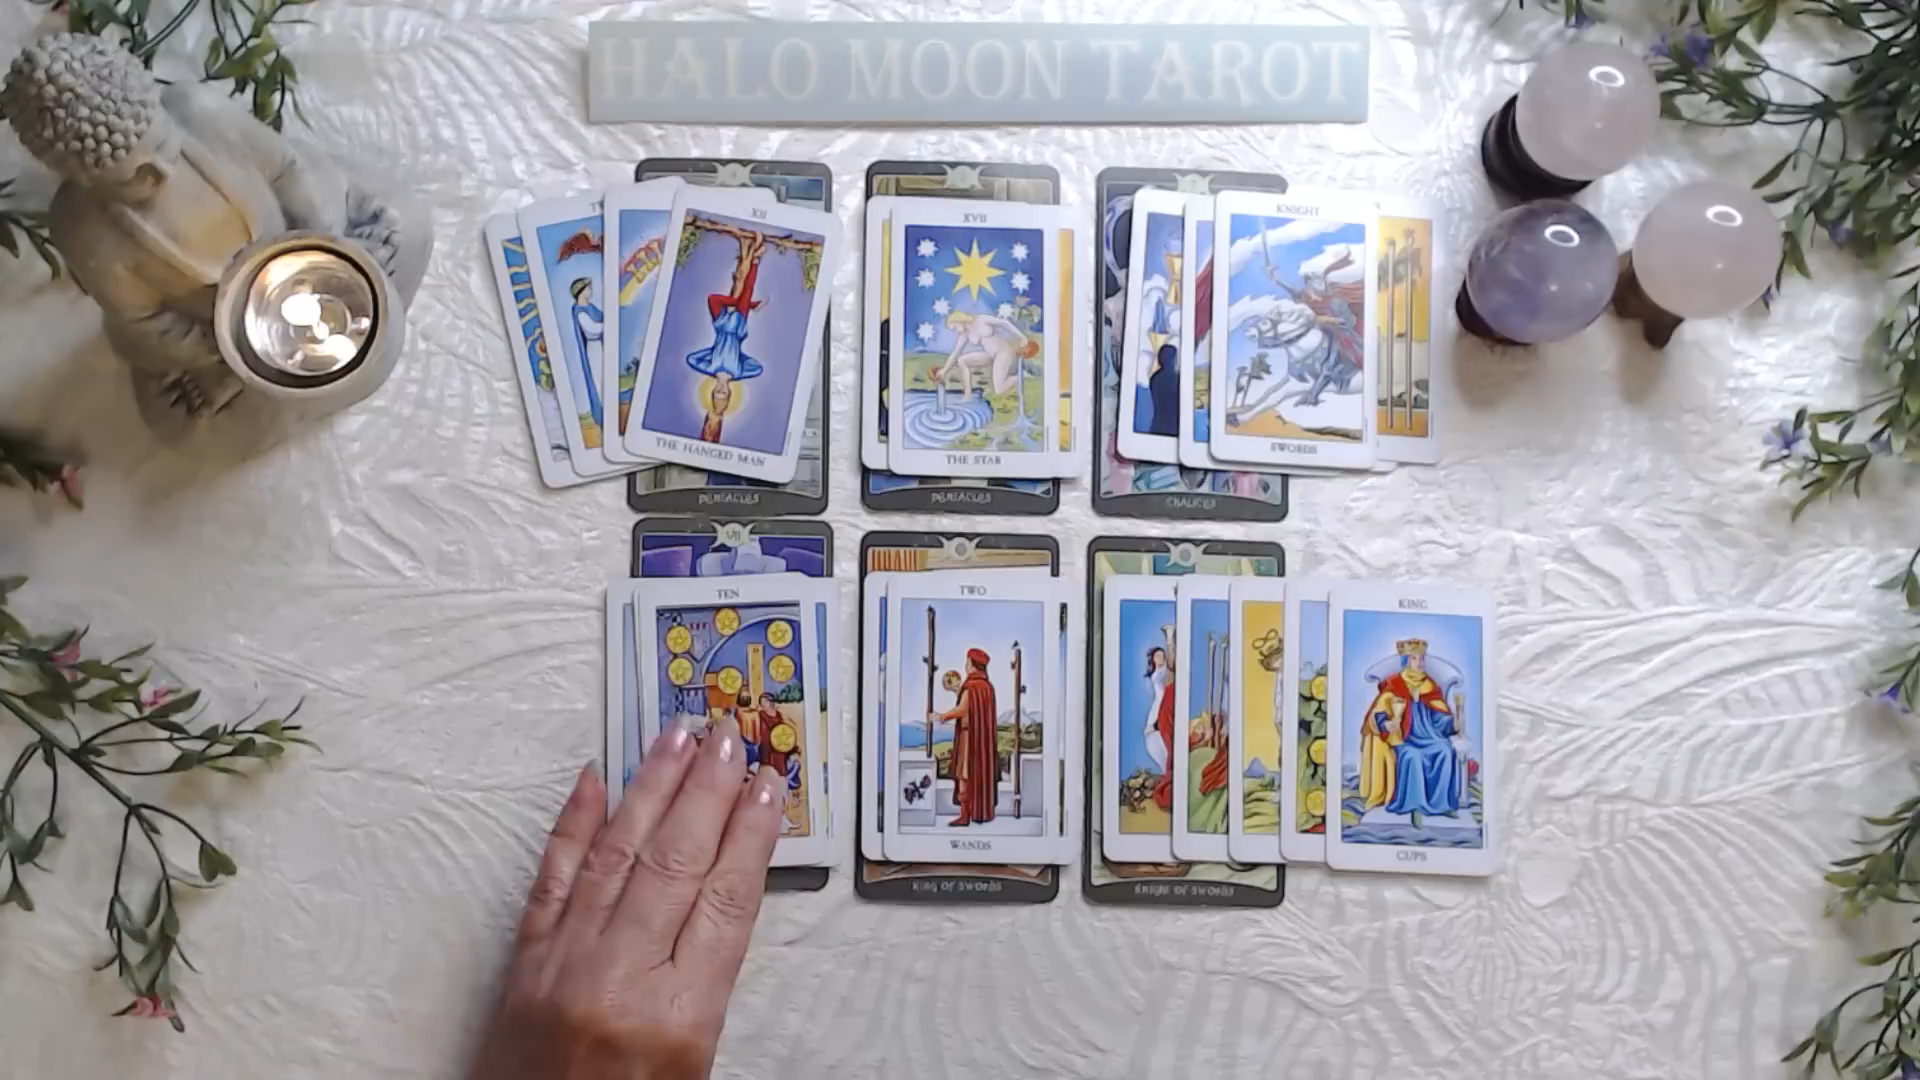 HALO MOON TAROT
XII
THE HANGED MAN
PENTACLES
XVII
THE STAR
PENTACLES
KNIGHT
SWORDS
CHALICES
VII
TEN
TWO
WANDS
KING OF SWORDS
KNIGHT OF SWORDS
KING
CUPS